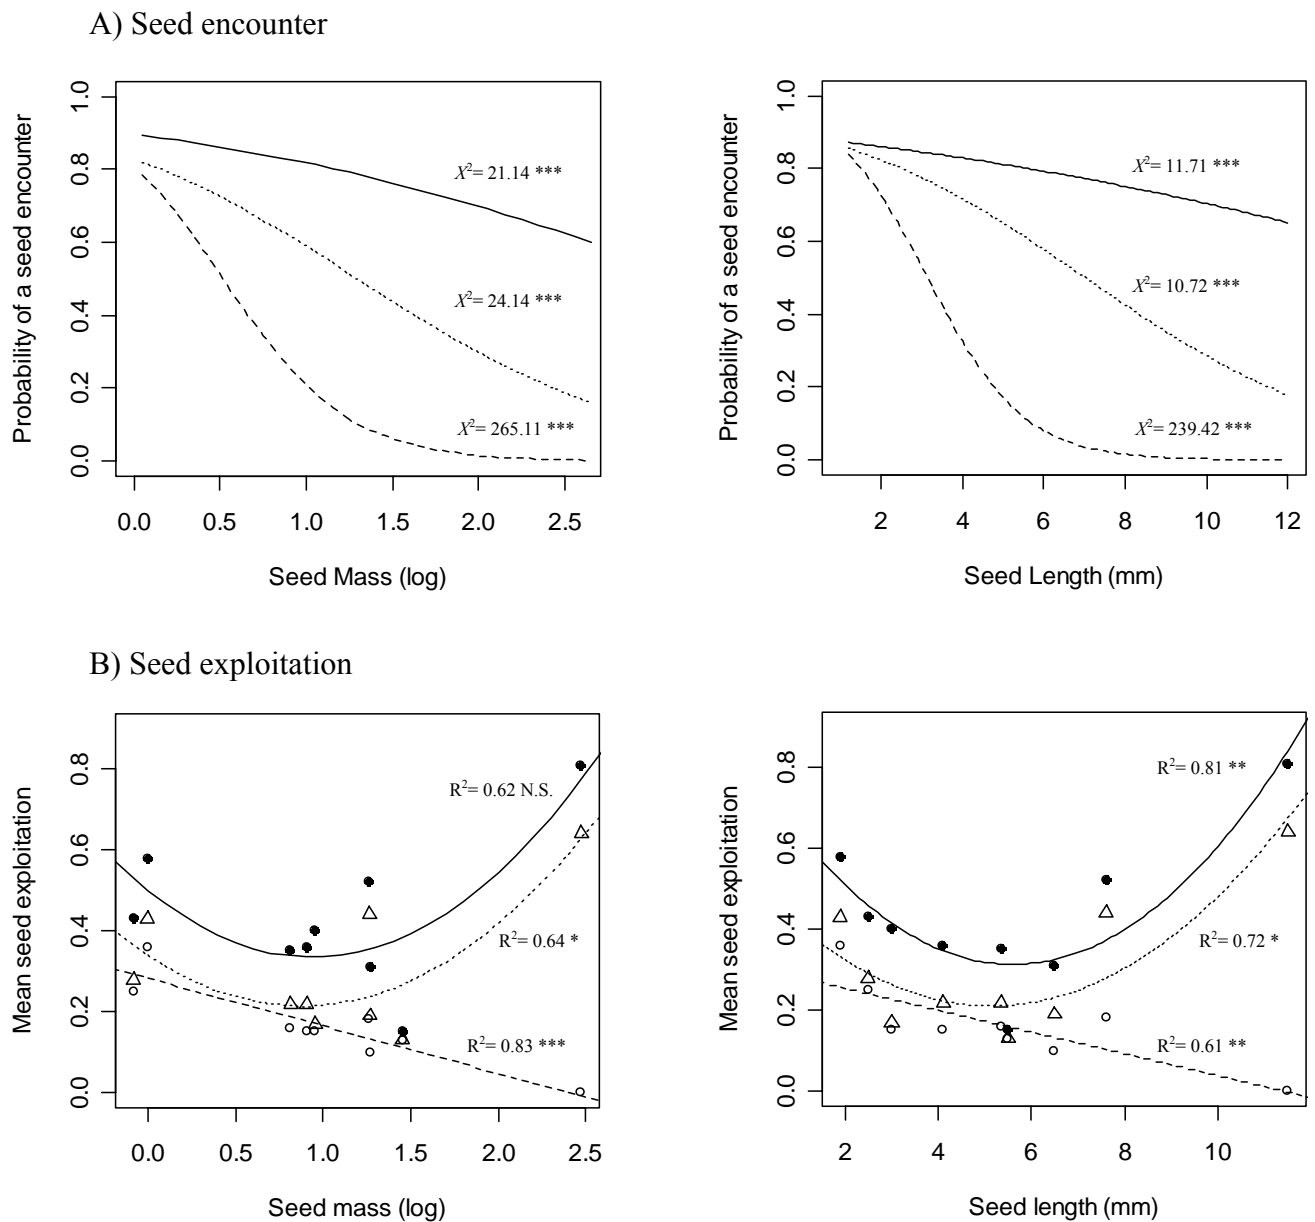 A) Seed encounter
Probability of a seed encounter
1.0
0.8
0.6
0.4
0.2
0.0
X²= 21.14 ***
X²= 24.14 ***
X²= 265.11 ***
0.0 0.5 1.0 1.5 2.0 2.5
Seed Mass (log)
Probability of a seed encounter
1.0
0.8
0.6
0.4
0.2
0.0
X²= 11.71 ***
X²= 10.72 ***
X²= 239.42 ***
2 4 6 8 10 12
Seed Length (mm)
B) Seed exploitation
Mean seed exploitation
0.8
0.6
0.4
0.2
0.0
R²= 0.62 N.S.
R²= 0.64 *
R²= 0.83 ***
0.0 0.5 1.0 1.5 2.0 2.5
Seed mass (log)
Mean seed exploitation
0.8
0.6
0.4
0.2
0.0
R²= 0.81 **
R²= 0.72 *
R²= 0.61 **
2 4 6 8 10
Seed length (mm)